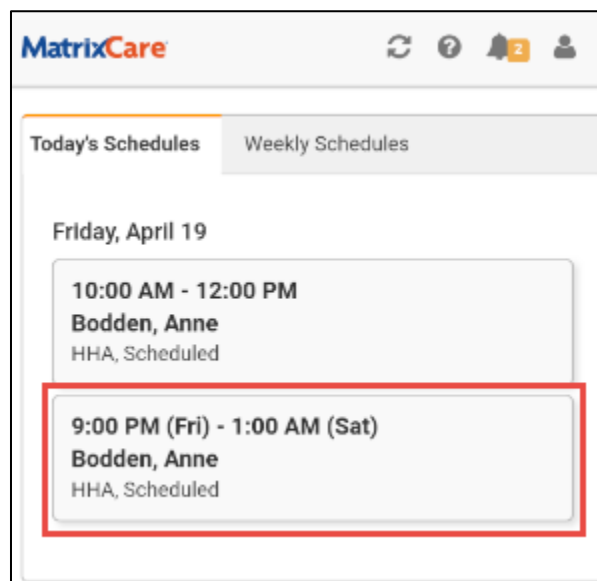 MatrixCare
2
Today's Schedules Weekly Schedules
Friday, April 19
10:00 AM - 12:00 PM
Bodden, Anne
HHA, Scheduled
9:00 PM (Fri) - 1:00 AM (Sat)
Bodden, Anne
HHA, Scheduled